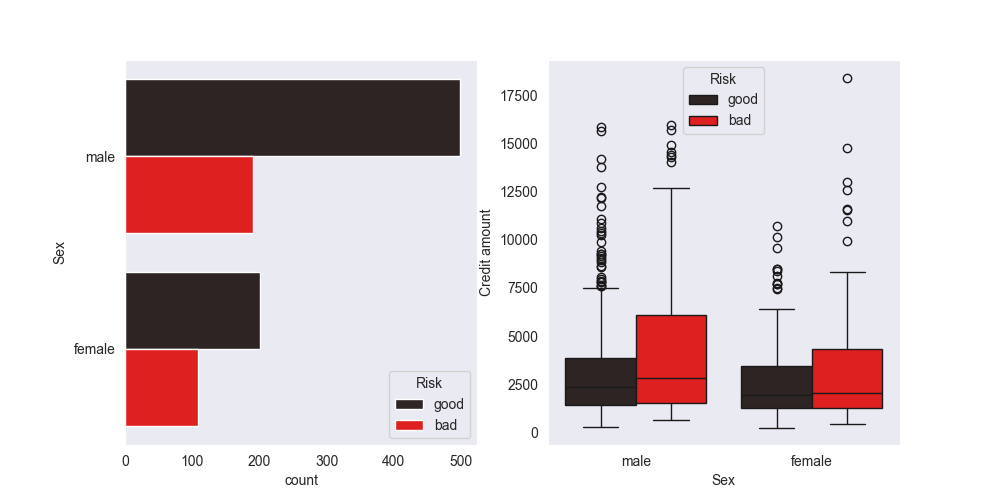 Sex
male
female
0 100 200 300 400 500
count
Risk
good
bad
Credit amount
17500
15000
12500
10000
7500
5000
2500
0
male female
Sex
Risk
good
bad